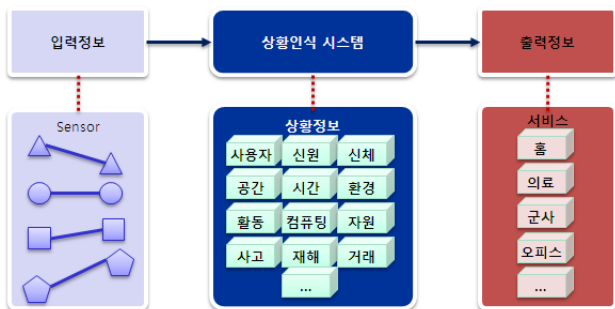 입력정보
상황인식 시스템
출력정보
Sensor
상황정보
사용자 신원 신체
공간 시간 환경
활동 컴퓨팅 자원
사고 재해 거래
...
서비스
홈
의료
군사
오피스
...